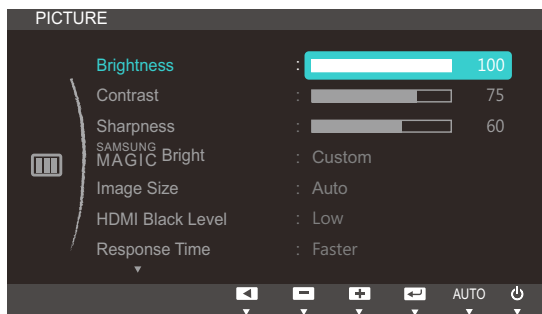 PICTURE
Brightness : 100
Contrast : 75
Sharpness : 60
SAMSUNG
MAGIC Bright : Custom
Image Size : Auto
HDMI Black Level : Low
Response Time : Faster
AUTO